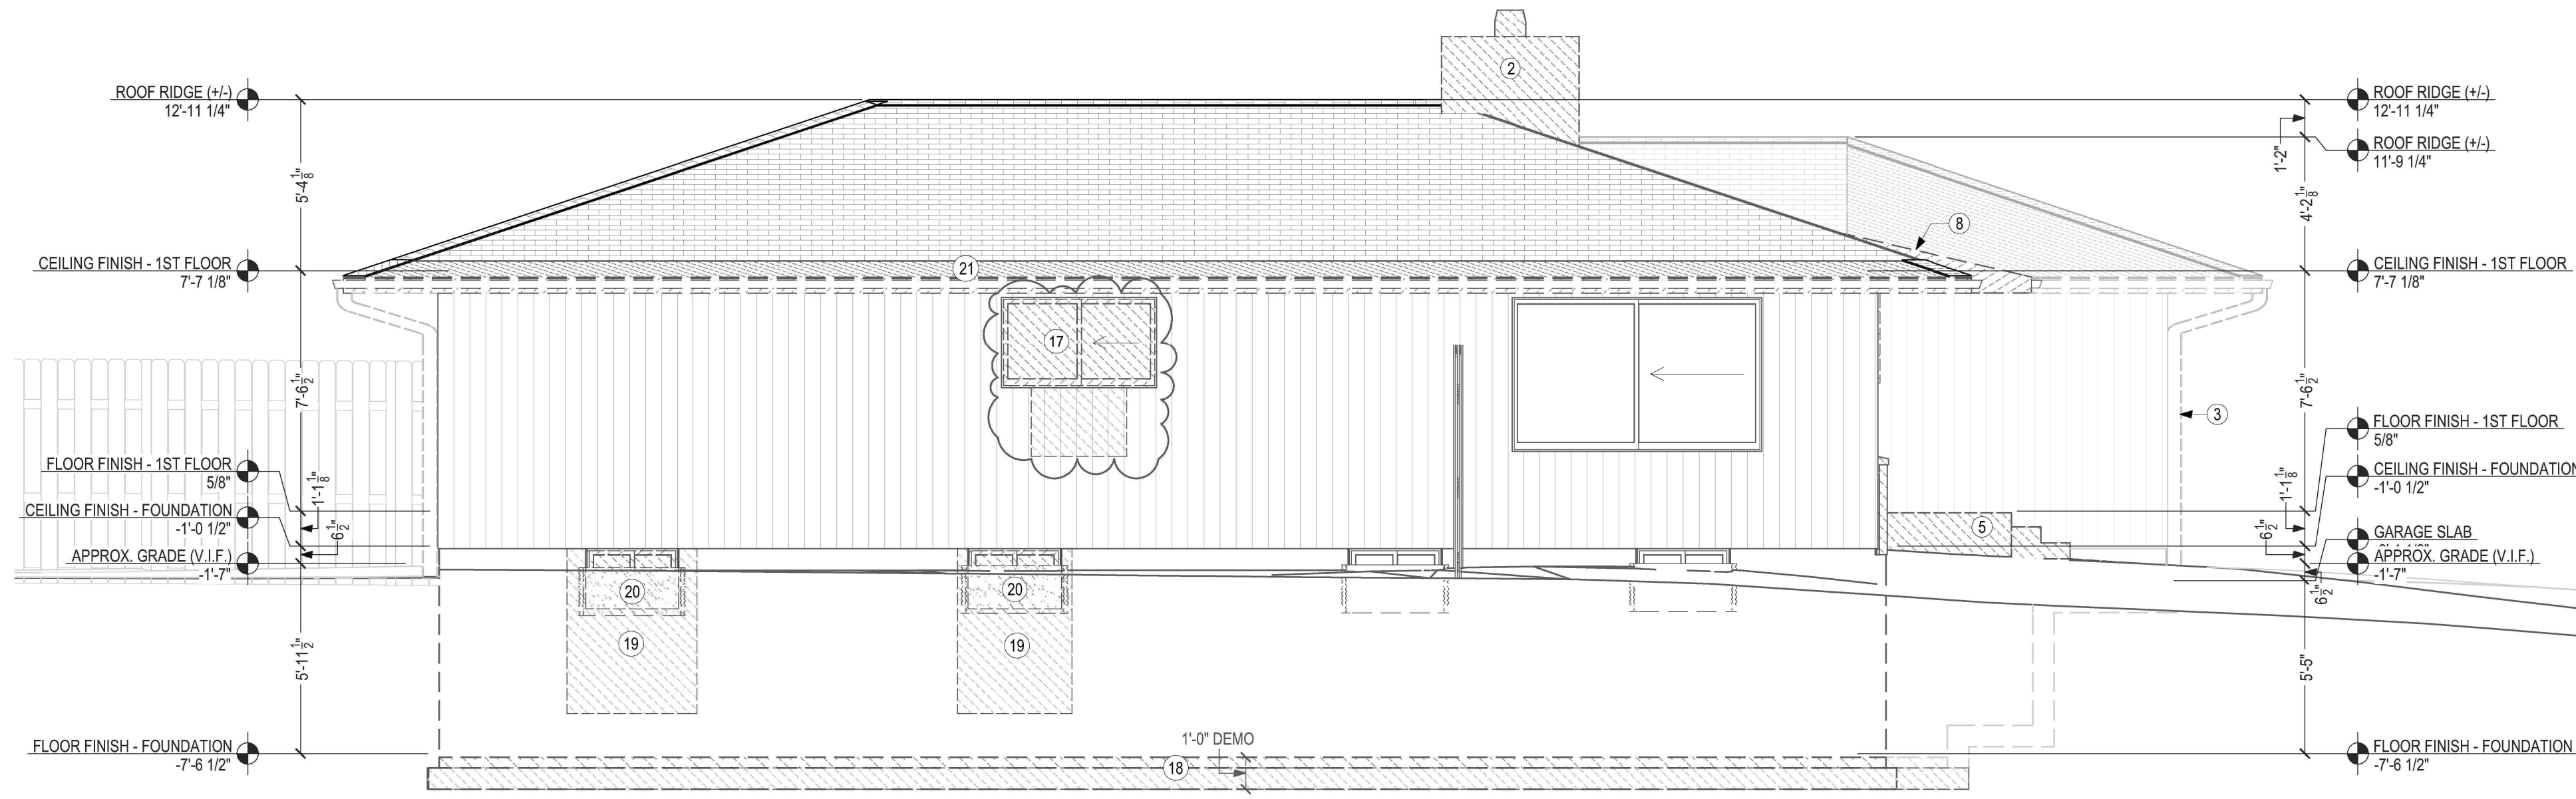 ROOF RIDGE (+/-)
12'-11 1/4"
CEILING FINISH - 1ST FLOOR
7'-7 1/8"
FLOOR FINISH - 1ST FLOOR
5/8"
CEILING FINISH - FOUNDATION
-1'-0 1/2"
APPROX. GRADE (V.I.F.)
-1'-7"
FLOOR FINISH - FOUNDATION
-7'-6 1/2"
5'-4 1/8"
7'-6 1/2"
1'-1 1/8"
6 1/2"
5'-11 1/2"
2
8
21
17
3
5
20
20
19
19
1'-0" DEMO
18
1'-2"
4'-2 1/8"
7'-6 1/2"
1'-1 1/8"
6 1/2"
6 1/2"
5'-5"
ROOF RIDGE (+/-)
12'-11 1/4"
ROOF RIDGE (+/-)
11'-9 1/4"
CEILING FINISH - 1ST FLOOR
7'-7 1/8"
FLOOR FINISH - 1ST FLOOR
5/8"
CEILING FINISH - FOUNDATION
-1'-0 1/2"
GARAGE SLAB
APPROX. GRADE (V.I.F.)
-1'-7"
FLOOR FINISH - FOUNDATION
-7'-6 1/2"